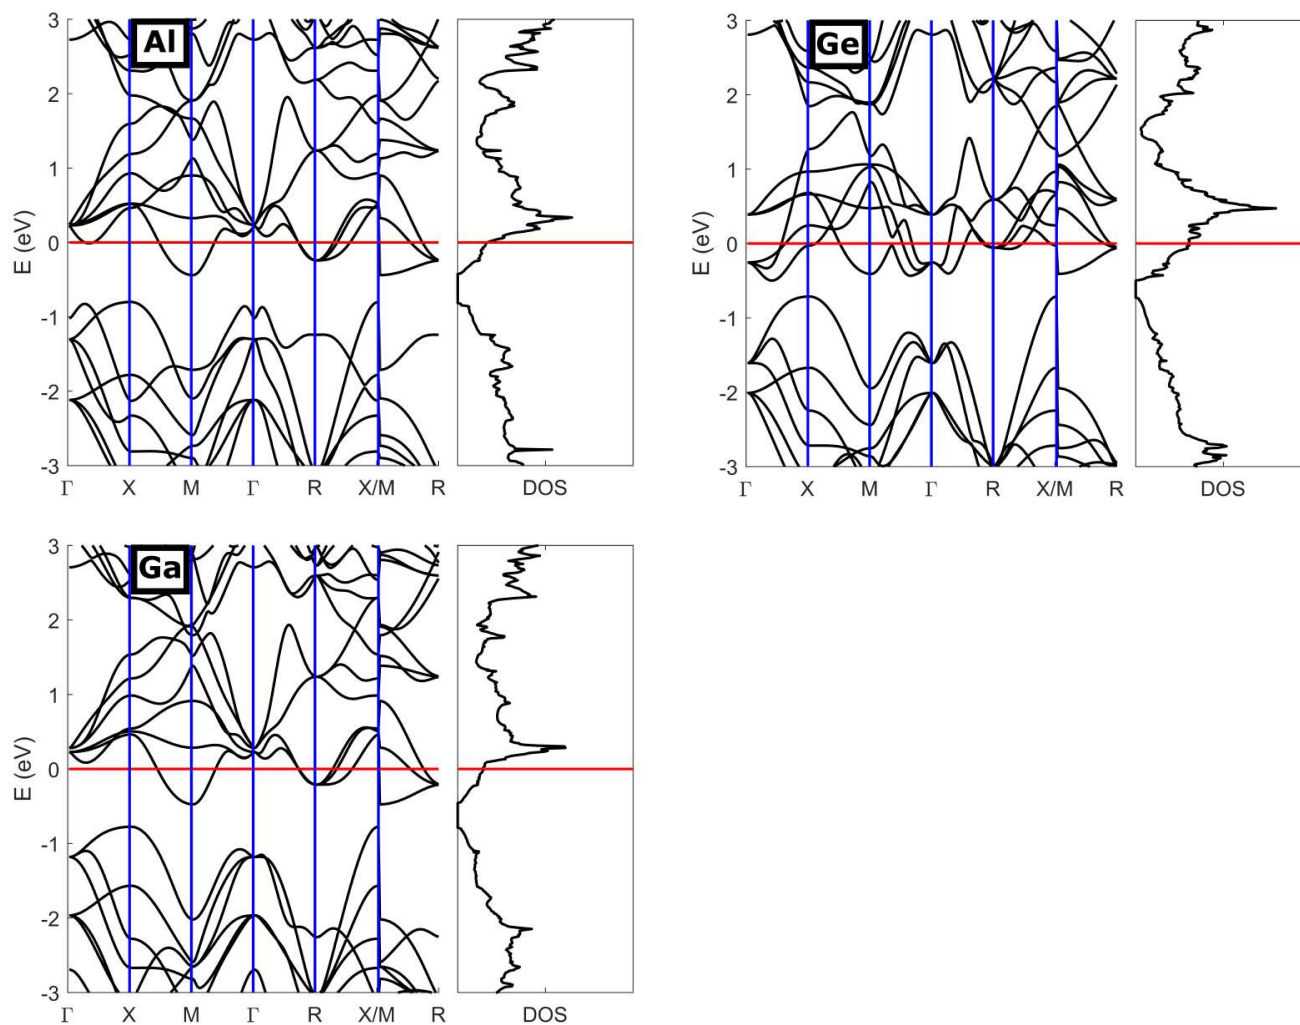 Al
E (eV)
3
2
1
0
-1
-2
-3
Γ X M Γ R X/M R
DOS
Ge
E (eV)
3
2
1
0
-1
-2
-3
Γ X M Γ R X/M R
DOS
Ga
E (eV)
3
2
1
0
-1
-2
-3
Γ X M Γ R X/M R
DOS